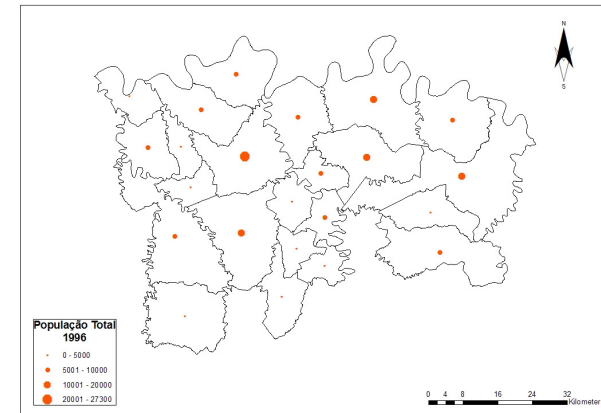 N
S
População Total
1996
0 - 5000
5001 - 10000
10001 - 20000
20001 - 27300
0 4 8 16 24 32
Kilometer